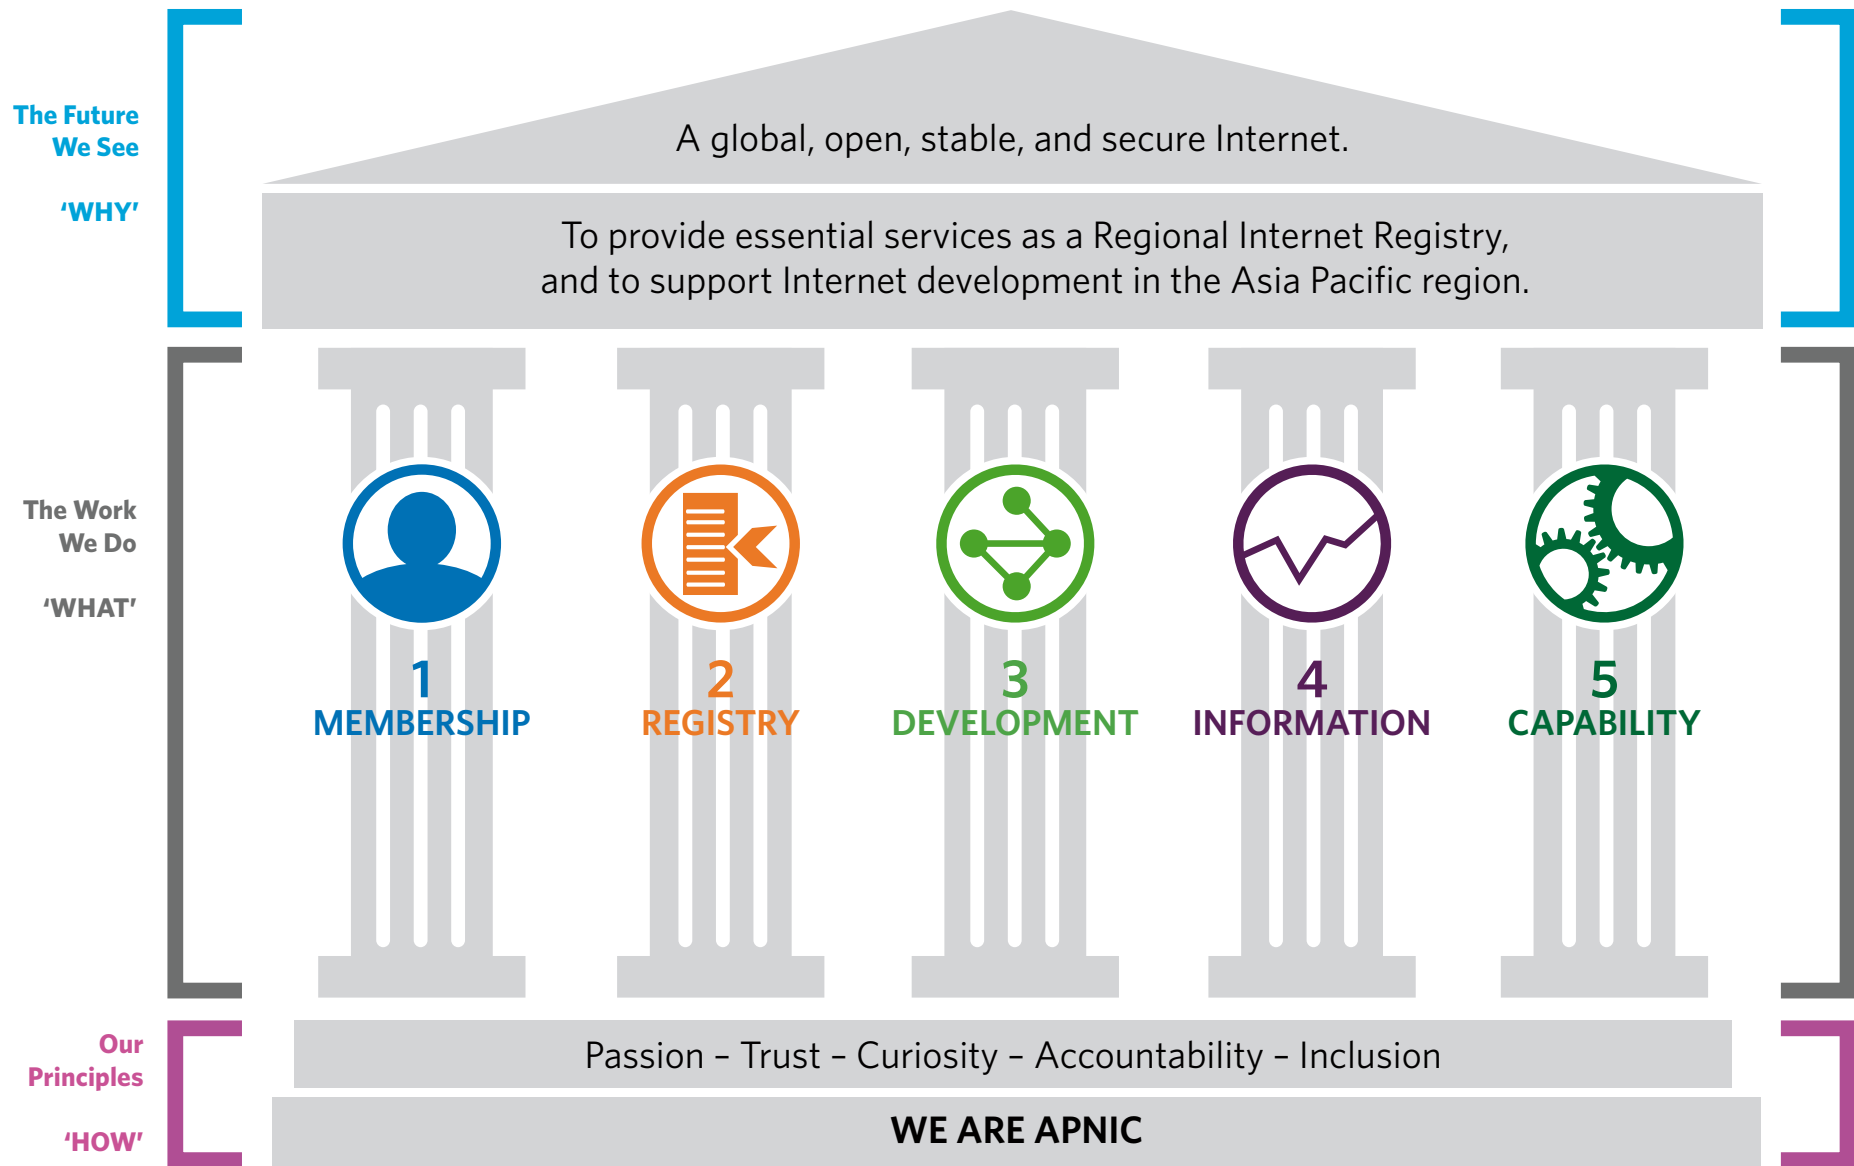 The Future
We See
‘WHY’
A global, open, stable, and secure Internet.
To provide essential services as a Regional Internet Registry,
and to support Internet development in the Asia Pacific region.
The Work
We Do
‘WHAT’
1
MEMBERSHIP
2
REGISTRY
3
DEVELOPMENT
4
INFORMATION
5
CAPABILITY
Our
Principles
‘HOW’
Passion – Trust – Curiosity – Accountability – Inclusion
WE ARE APNIC